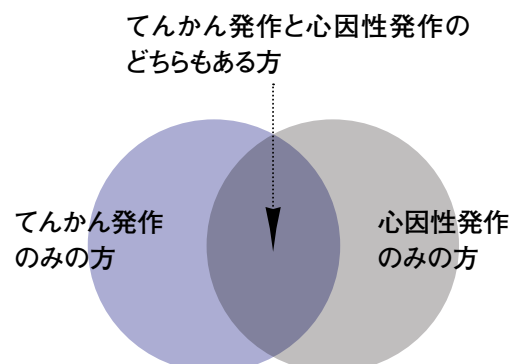 てんかん発作と心因性発作の
どちらもある方
てんかん発作
のみの方
心因性発作
のみの方